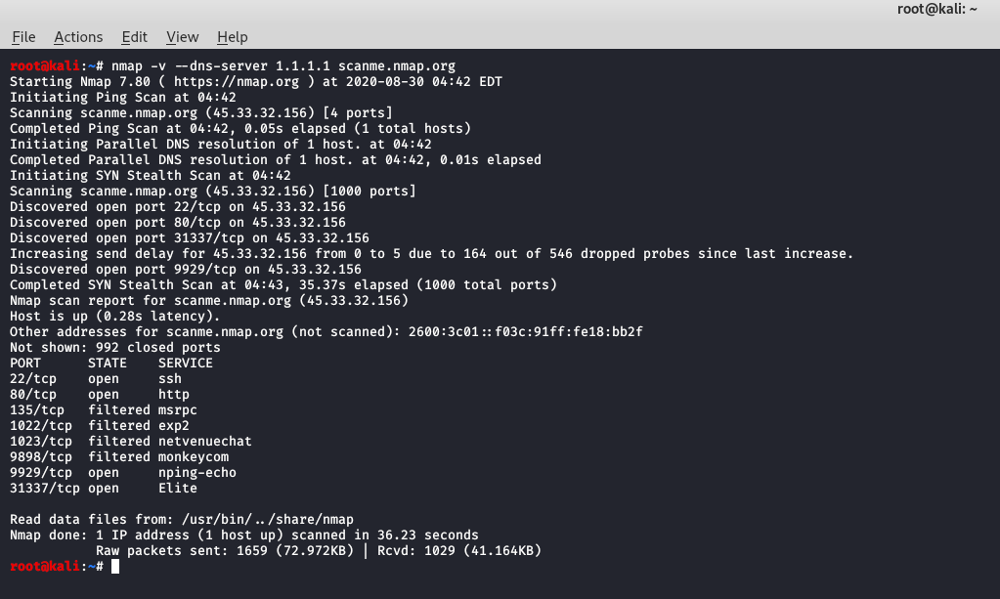 root@kali: ~
File Actions Edit View Help
root@kali:~# nmap -v --dns-server 1.1.1.1 scanme.nmap.org
Starting Nmap 7.80 ( https://nmap.org ) at 2020-08-30 04:42 EDT
Initiating Ping Scan at 04:42
Scanning scanme.nmap.org (45.33.32.156) [4 ports]
Completed Ping Scan at 04:42, 0.05s elapsed (1 total hosts)
Initiating Parallel DNS resolution of 1 host. at 04:42
Completed Parallel DNS resolution of 1 host. at 04:42, 0.01s elapsed
Initiating SYN Stealth Scan at 04:42
Scanning scanme.nmap.org (45.33.32.156) [1000 ports]
Discovered open port 22/tcp on 45.33.32.156
Discovered open port 80/tcp on 45.33.32.156
Discovered open port 31337/tcp on 45.33.32.156
Increasing send delay for 45.33.32.156 from 0 to 5 due to 164 out of 546 dropped probes since last increase.
Discovered open port 9929/tcp on 45.33.32.156
Completed SYN Stealth Scan at 04:43, 35.37s elapsed (1000 total ports)
Nmap scan report for scanme.nmap.org (45.33.32.156)
Host is up (0.28s latency).
Other addresses for scanme.nmap.org (not scanned): 2600:3c01::f03c:91ff:fe18:bb2f
Not shown: 992 closed ports
PORT      STATE    SERVICE
22/tcp    open     ssh
80/tcp    open     http
135/tcp   filtered msrpc
1022/tcp  filtered exp2
1023/tcp  filtered netvenuechat
9898/tcp  filtered monkeycom
9929/tcp  open     nping-echo
31337/tcp open     Elite
Read data files from: /usr/bin/../share/nmap
Nmap done: 1 IP address (1 host up) scanned in 36.23 seconds
Raw packets sent: 1659 (72.972KB) | Rcvd: 1029 (41.164KB)
root@kali:~#